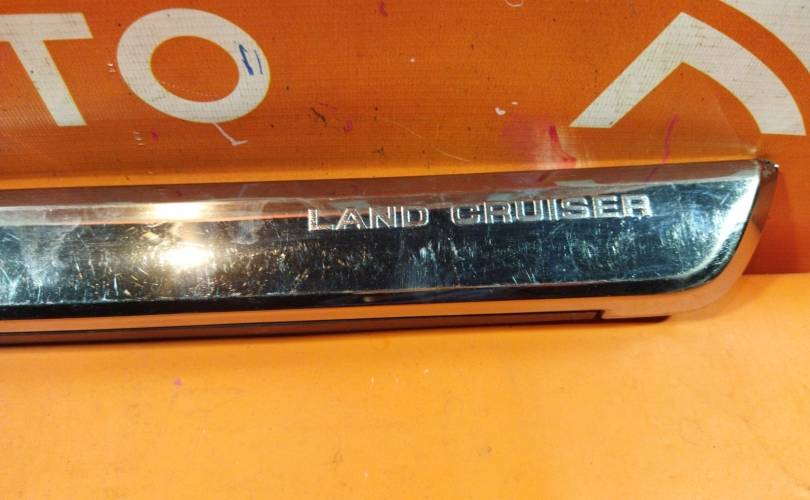 TO
LAND CRUISER